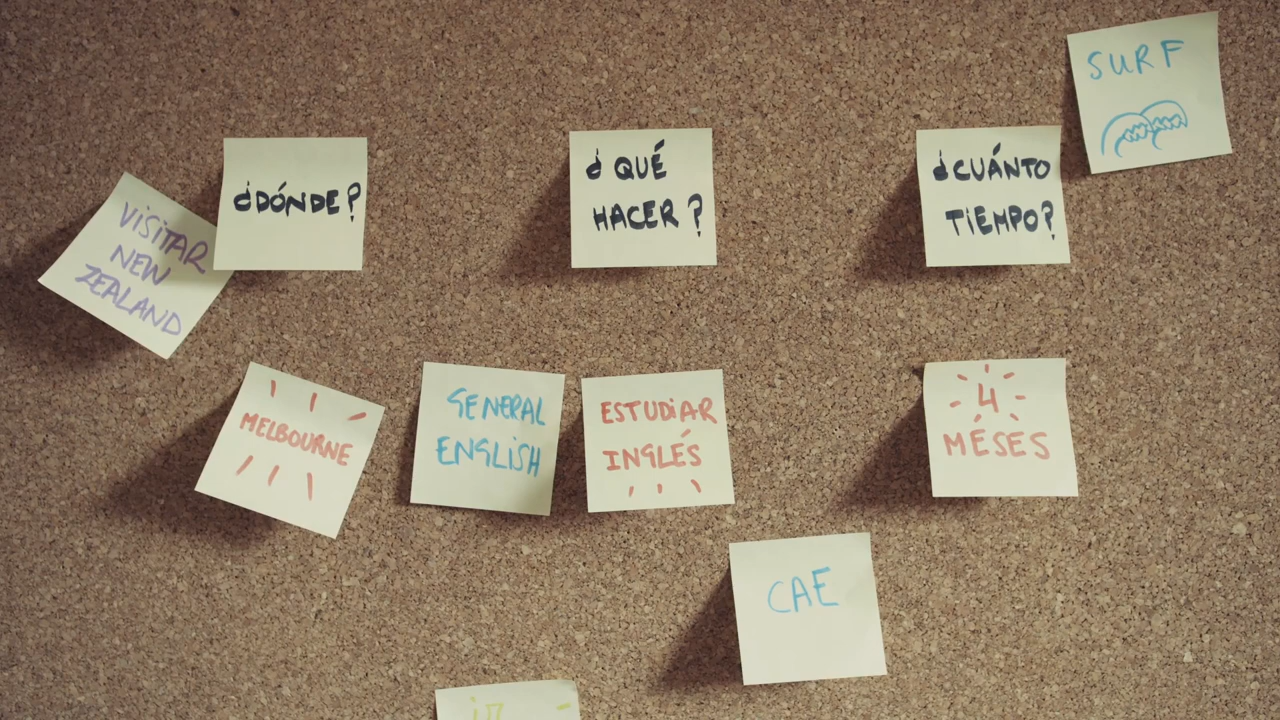 SURF
¿DÓNDE?
¿QUÉ
HACER?
¿CUÁNTO
TIEMPO?
VISITAR
NEW
ZEALAND
MELBOURNE
GENERAL
ENGLISH
ESTUDIAR
INGLÉS
4
MESES
CAE